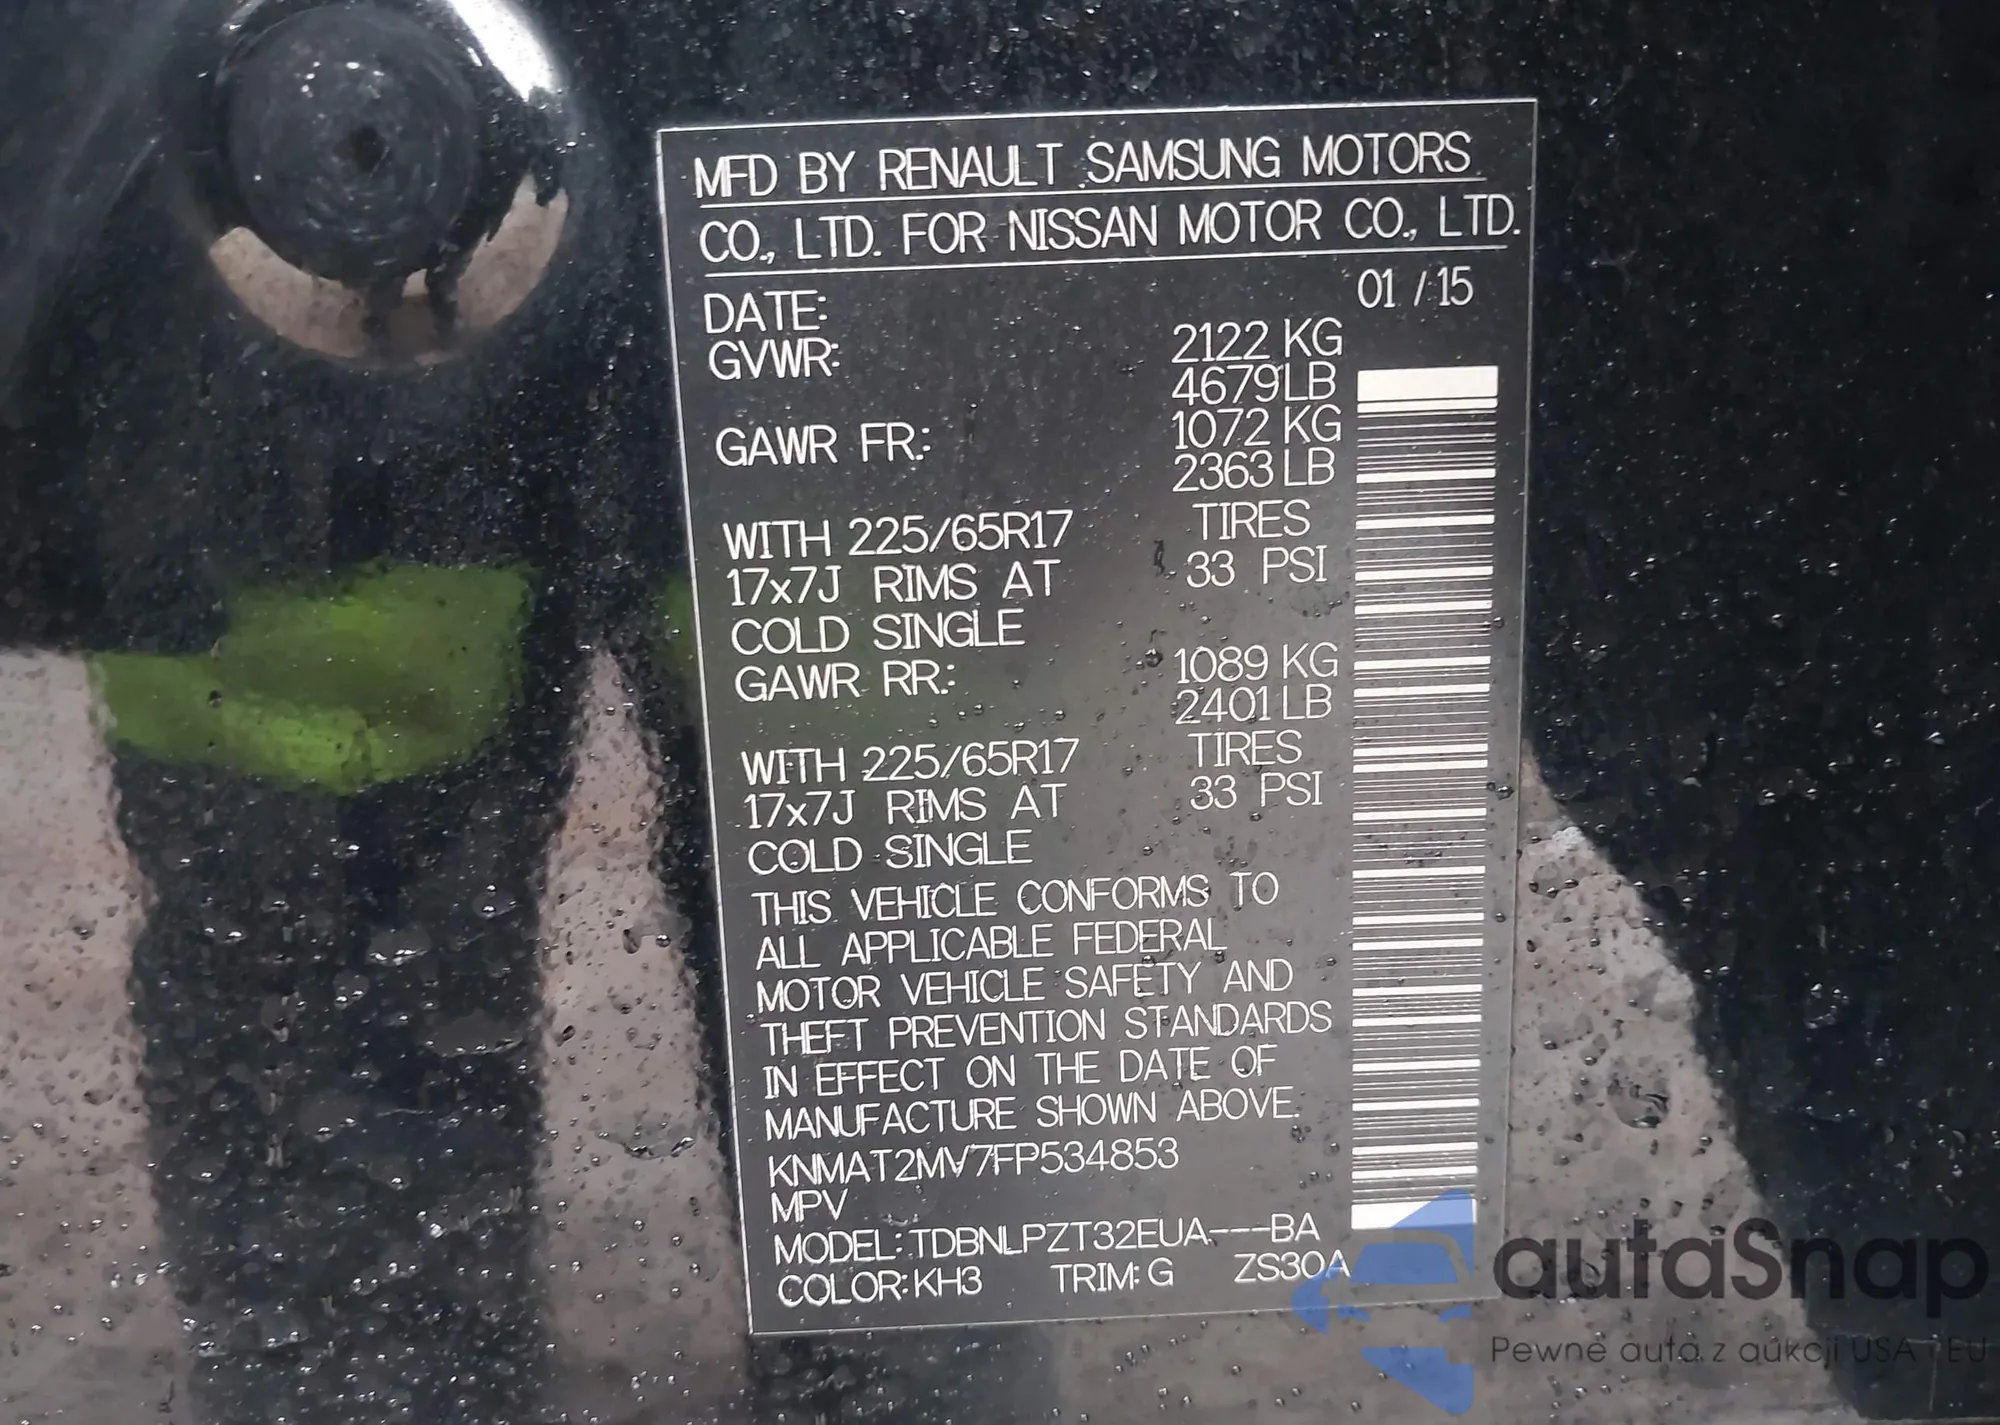 MFD BY RENAULT SAMSUNG MOTORS
CO., LTD. FOR NISSAN MOTOR CO., LTD.
DATE: 01 / 15
GVWR: 2122 KG
4679 LB
GAWR FR.: 1072 KG
2363 LB
WITH 225/65R17 TIRES
17x7J RIMS AT 33 PSI
COLD SINGLE
GAWR RR.: 1089 KG
2401 LB
WITH 225/65R17 TIRES
17x7J RIMS AT 33 PSI
COLD SINGLE
THIS VEHICLE CONFORMS TO
ALL APPLICABLE FEDERAL
MOTOR VEHICLE SAFETY AND
THEFT PREVENTION STANDARDS
IN EFFECT ON THE DATE OF
MANUFACTURE SHOWN ABOVE.
KNMAT2MV7FP534853
MPV
MODEL: TDBNLPZT32EUA---BA
COLOR: KH3 TRIM: G ZS30A
autaSnap
Pewne auta z aukcji USA i EU